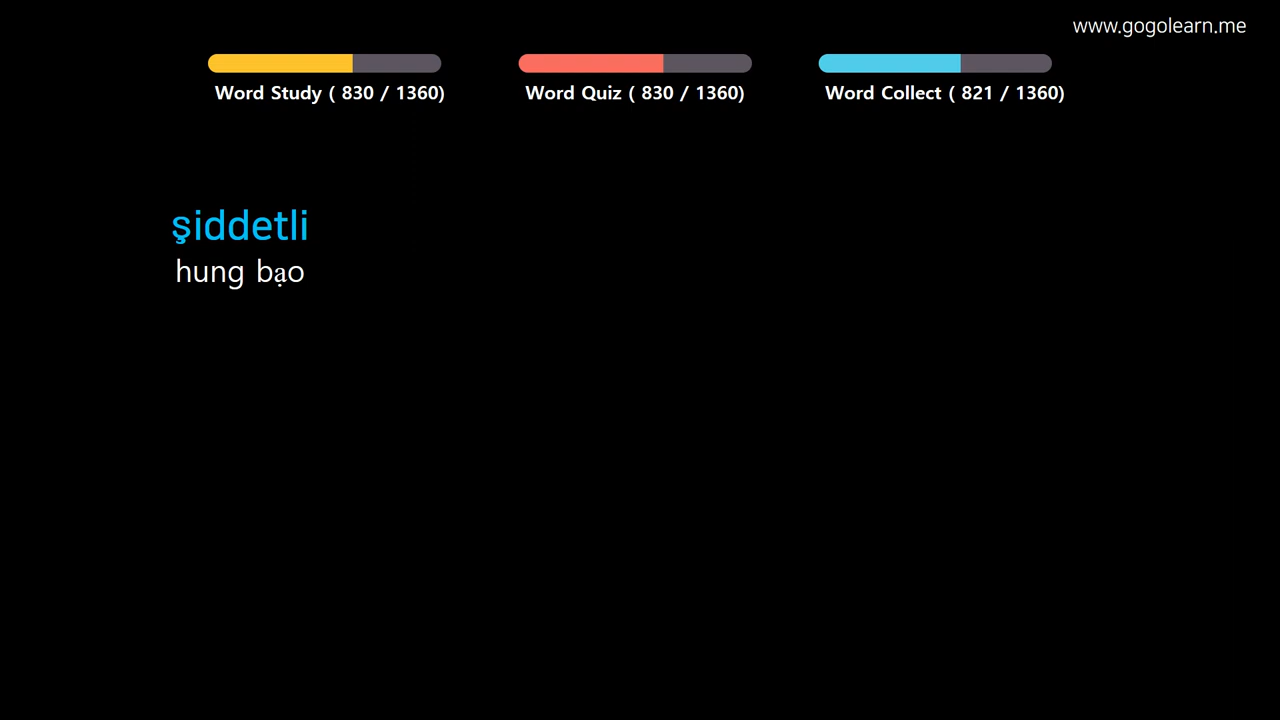 www.gogolearn.me
Word Study ( 830 / 1360)
Word Quiz ( 830 / 1360)
Word Collect ( 821 / 1360)
şiddetli
hung bạo